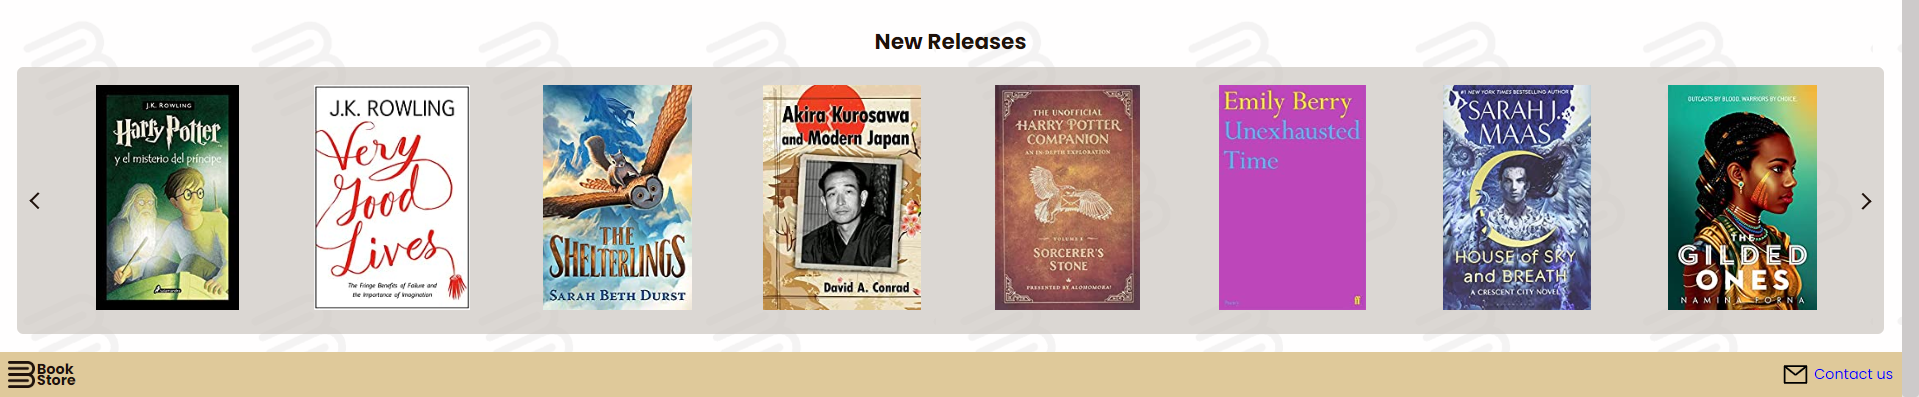 New Releases
J.K. ROWLING
Harry Potter
y el misterio del príncipe
J.K. ROWLING
Very
Good
Lives
The Fringe Benefits of Failure and
the Importance of Imagination
THE
SHELTERLINGS
SARAH BETH DURST
Akira Kurosawa
and Modern Japan
David A. Conrad
THE UNOFFICIAL
HARRY POTTER
COMPANION
AN IN-DEPTH EXPLORATION
SORCERER'S
STONE
PRESENTED BY ALOHOMORA!
Emily Berry
Unexhausted
Time
ff
#1 NEW YORK TIMES BESTSELLING AUTHOR
SARAH J.
MAAS
HOUSE of SKY
and BREATH
A CRESCENT CITY NOVEL
OUTCASTS BY BLOOD. WARRIORS BY CHOICE.
THE
GILDED
ONES
NAMINA FORNA
Book
Store
Contact us